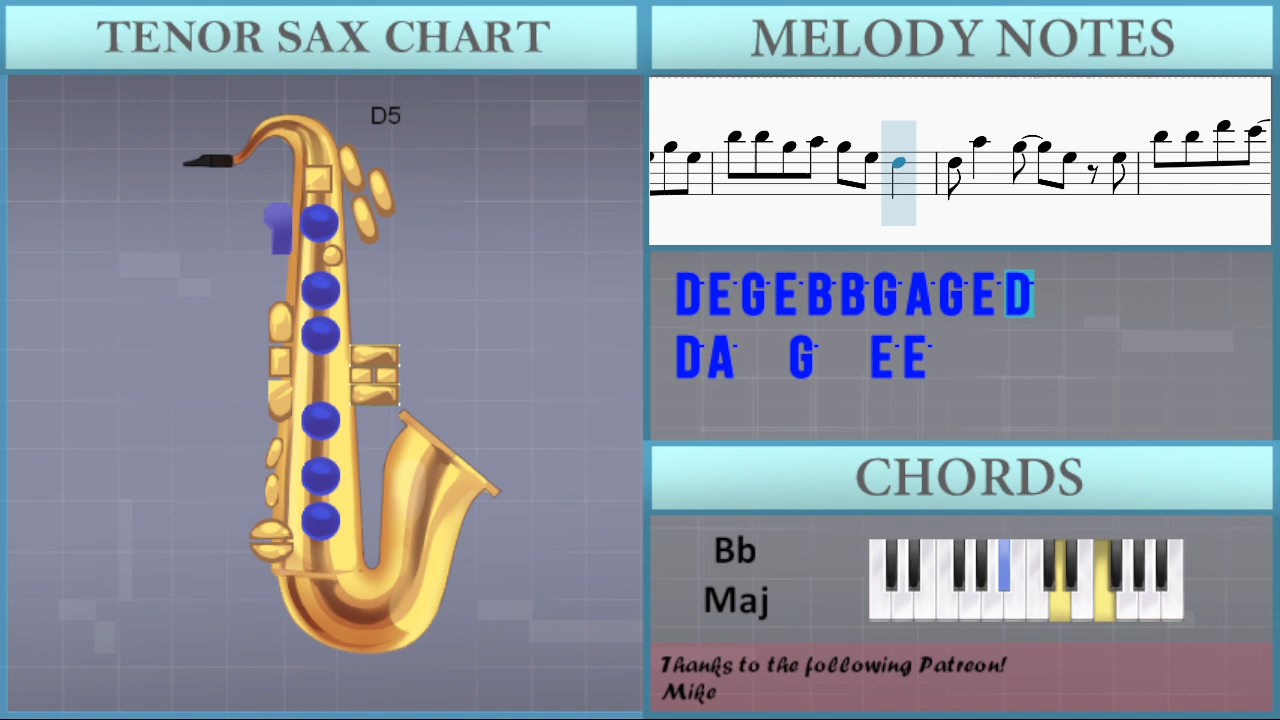 TENOR SAX CHART
D5
MELODY NOTES
DEGEBBGAGED
DA G EE
CHORDS
Bb
Maj
Thanks to the following Patreon!
Mike